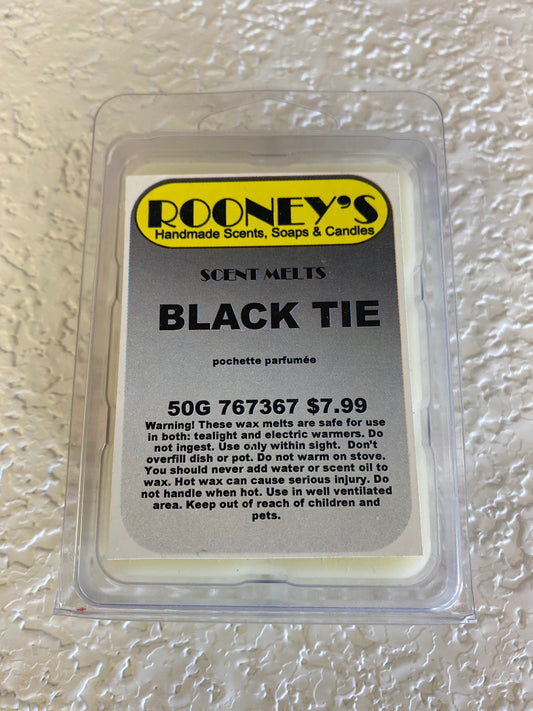 ROONEY'S
Handmade Scents, Soaps & Candles
SCENT MELTS
BLACK TIE
pochette parfumée
50G 767367 $7.99
Warning! These wax melts are safe for use
in both: tealight and electric warmers. Do
not ingest. Use only within sight. Don't
overfill dish or pot. Do not warm on stove.
You should never add water or scent oil to
wax. Hot wax can cause serious injury. Do
not handle when hot. Use in well ventilated
area. Keep out of reach of children and
pets.